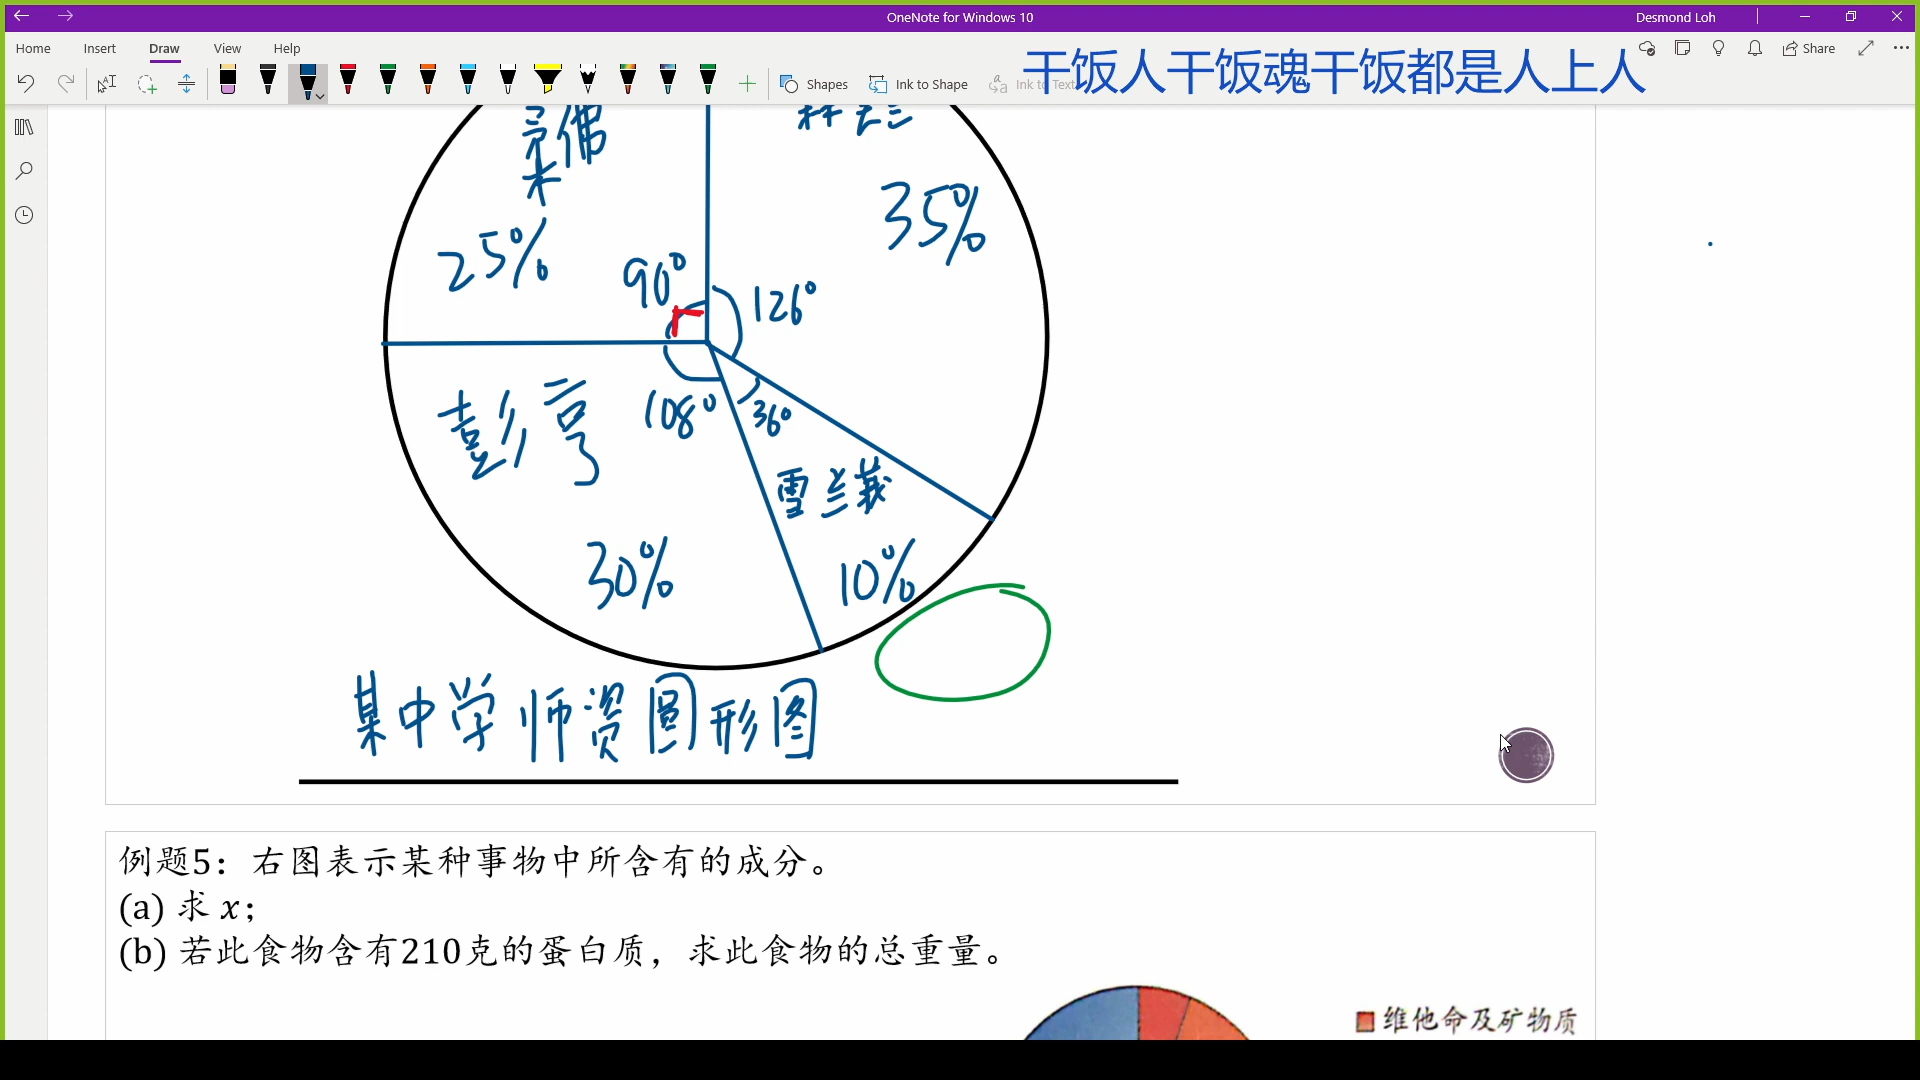 OneNote for Windows 10
Desmond Loh
Home Insert Draw View Help
Share
Shapes
Ink to Shape
Ink to Text
干饭人干饭魂干饭都是人上人
柔佛
35%
25%
90°
126°
彭亨
108°
36°
雪兰莪
30%
10%
某中学师资圆形图
例题5：右图表示某种事物中所含有的成分。
(a) 求 x；
(b) 若此食物含有210克的蛋白质，求此食物的总重量。
维他命及矿物质